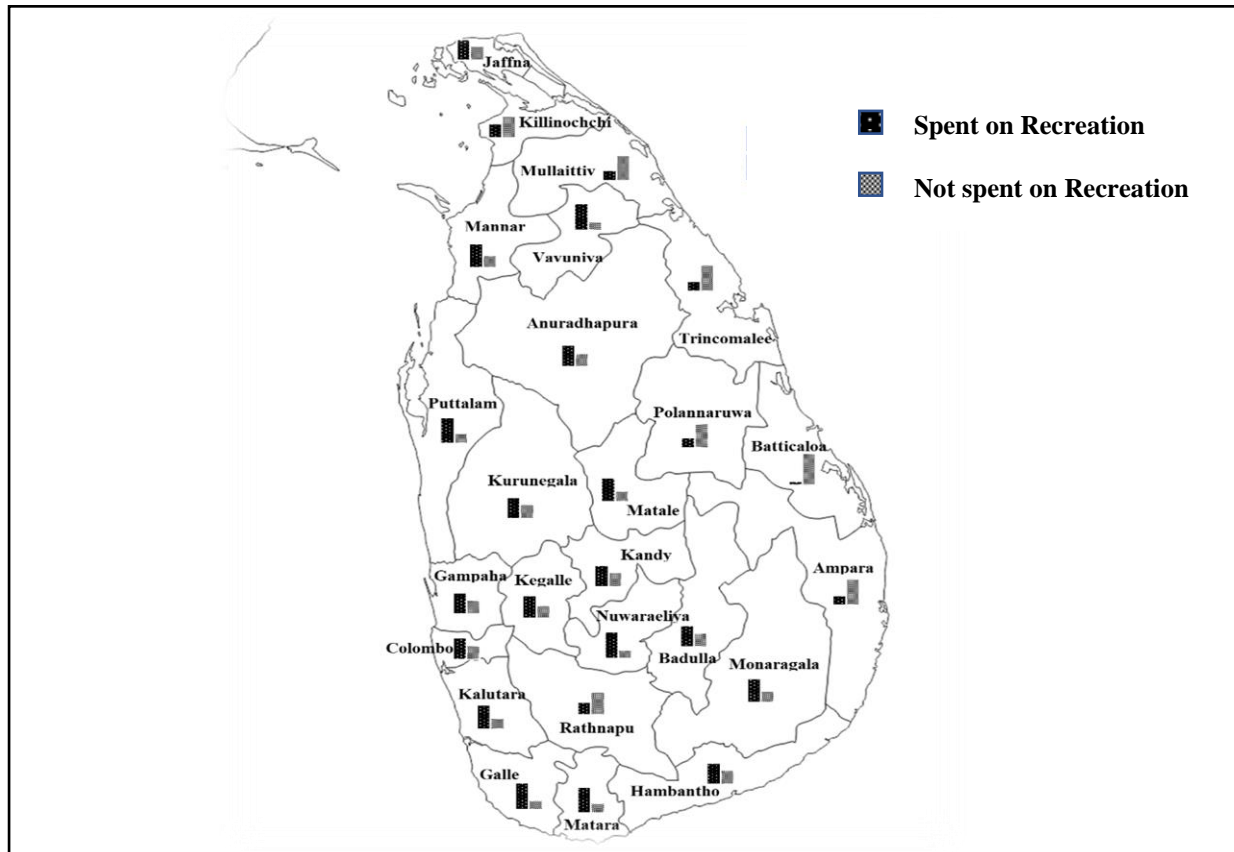 Jaffna
Killinochchi
Spent on Recreation
Not spent on Recreation
Mullaittiv
Mannar
Vavuniva
Anuradhapura
Trincomalee
Puttalam
Polannaruwa
Batticaloa
Kurunegala
Matale
Kandy
Ampara
Gampaha
Kegalle
Nuwaraeliya
Colombo
Badulla
Monaragala
Kalutara
Rathnapu
Galle
Hambantho
Matara